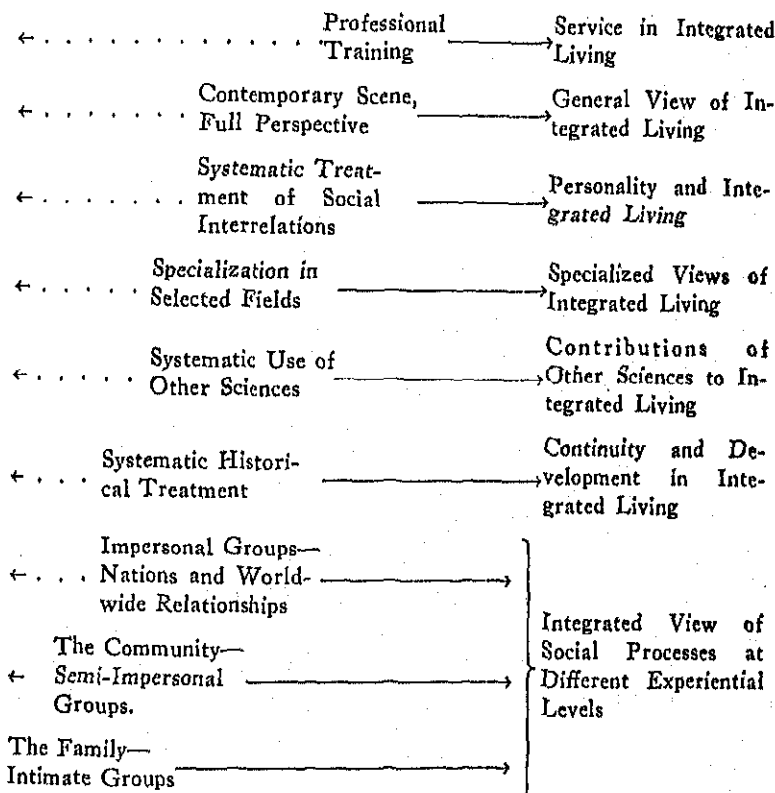 Professional
Training
Service in Integrated
Living
Contemporary Scene,
Full Perspective
General View of In-
tegrated Living
Systematic Treat-
ment of Social
Interrelations
Personality and Inte-
grated Living
Specialization in
Selected Fields
Specialized Views of
Integrated Living
Systematic Use of
Other Sciences
Contributions of
Other Sciences to In-
tegrated Living
Systematic Histori-
cal Treatment
Continuity and De-
velopment in Inte-
grated Living
Impersonal Groups—
Nations and World-
wide Relationships
The Community—
Semi-Impersonal
Groups.
The Family—
Intimate Groups
Integrated View of
Social Processes at
Different Experiential
Levels